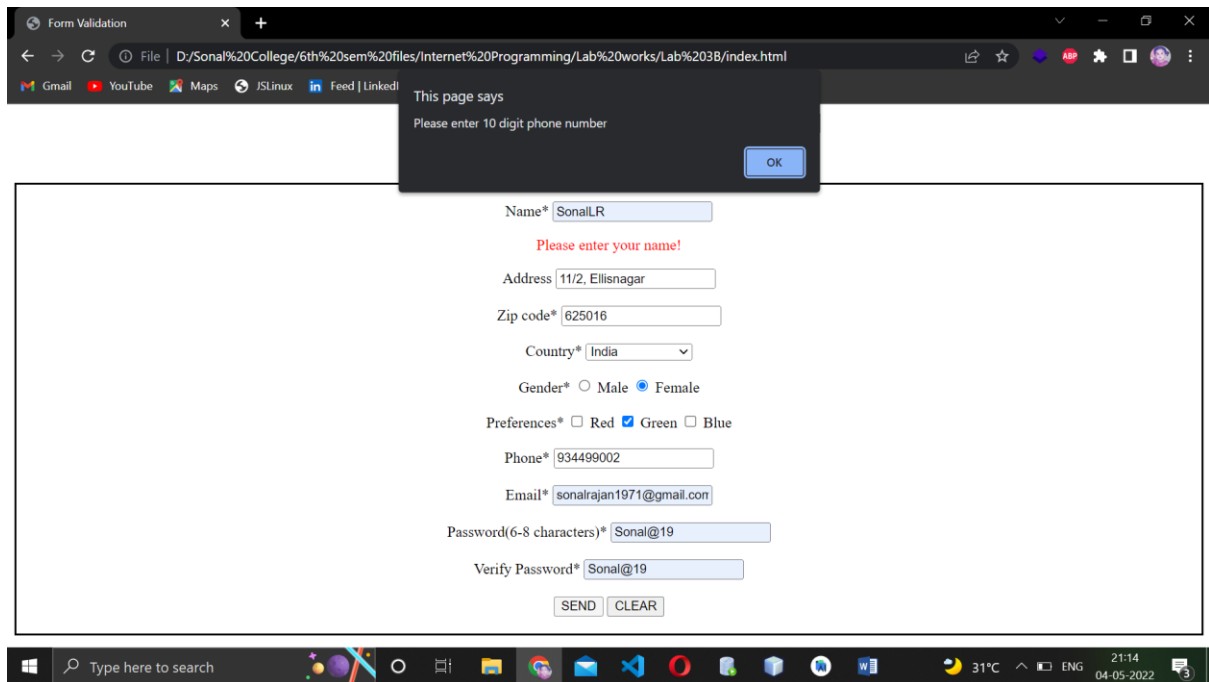 Form Validation
File D:/Sonal%20College/6th%20sem%20files/Internet%20Programming/Lab%20works/Lab%203B/index.html
ABP
Gmail YouTube Maps JSLinux Feed | Linkedl
This page says
Please enter 10 digit phone number
OK
Name* SonalLR
Please enter your name!
Address 11/2, Ellisnagar
Zip code* 625016
Country* India
Gender* Male Female
Preferences* Red Green Blue
Phone* 934499002
Email* sonalrajan1971@gmail.com
Password(6-8 characters)* Sonal@19
Verify Password* Sonal@19
SEND CLEAR
Type here to search 31°C ENG 21:14
04-05-2022 3